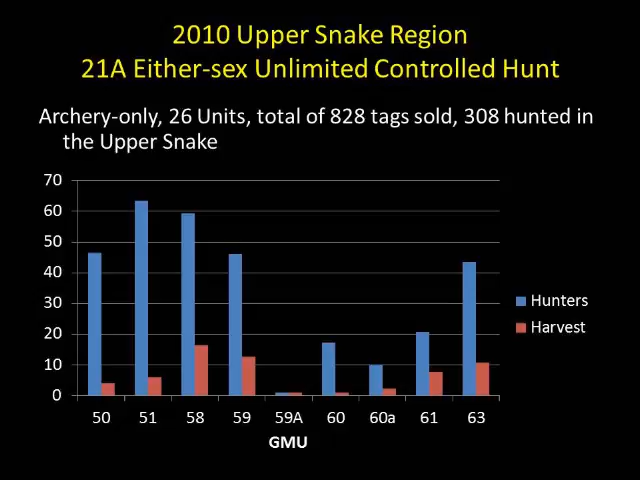 2010 Upper Snake Region
21A Either-sex Unlimited Controlled Hunt
Archery-only, 26 Units, total of 828 tags sold, 308 hunted in
the Upper Snake
70
60
50
40
30
20
10
0
50 51 58 59 59A 60 60a 61 63
GMU
Hunters
Harvest